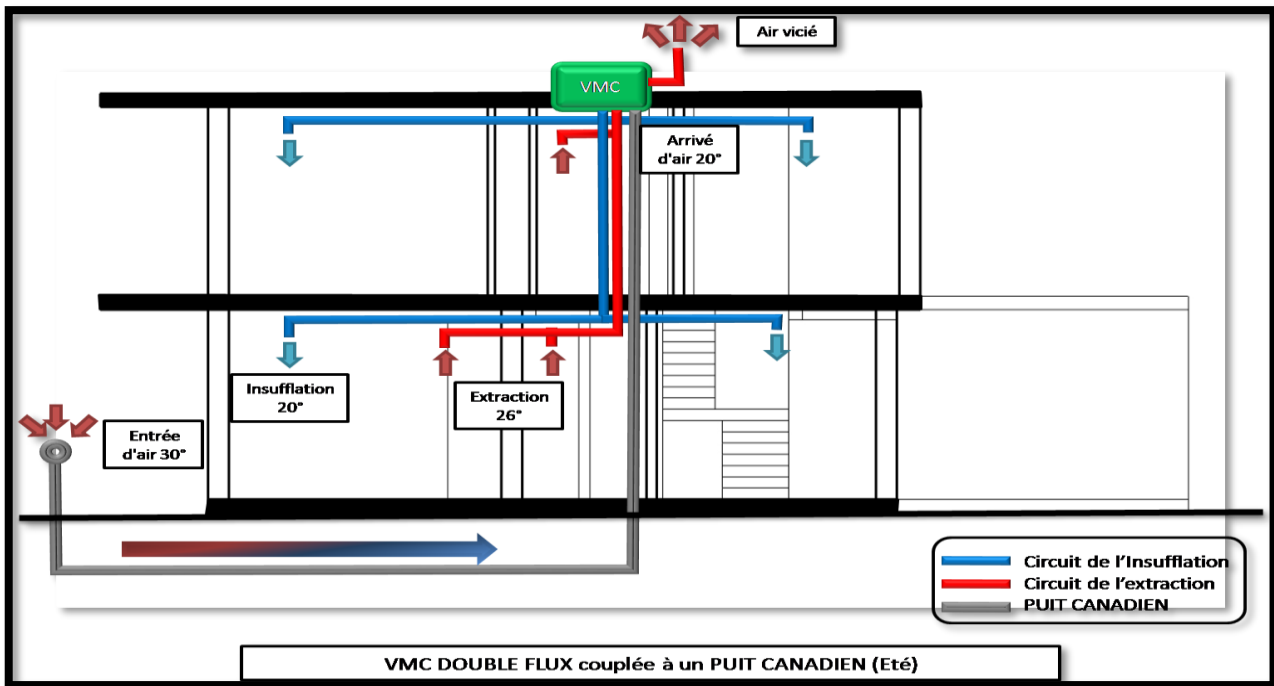 Air vicié
VMC
Arrivé
d'air 20°
Insufflation
20°
Extraction
26°
Entrée
d'air 30°
Circuit de l'Insufflation
Circuit de l'extraction
PUIT CANADIEN
VMC DOUBLE FLUX couplée à un PUIT CANADIEN (Eté)